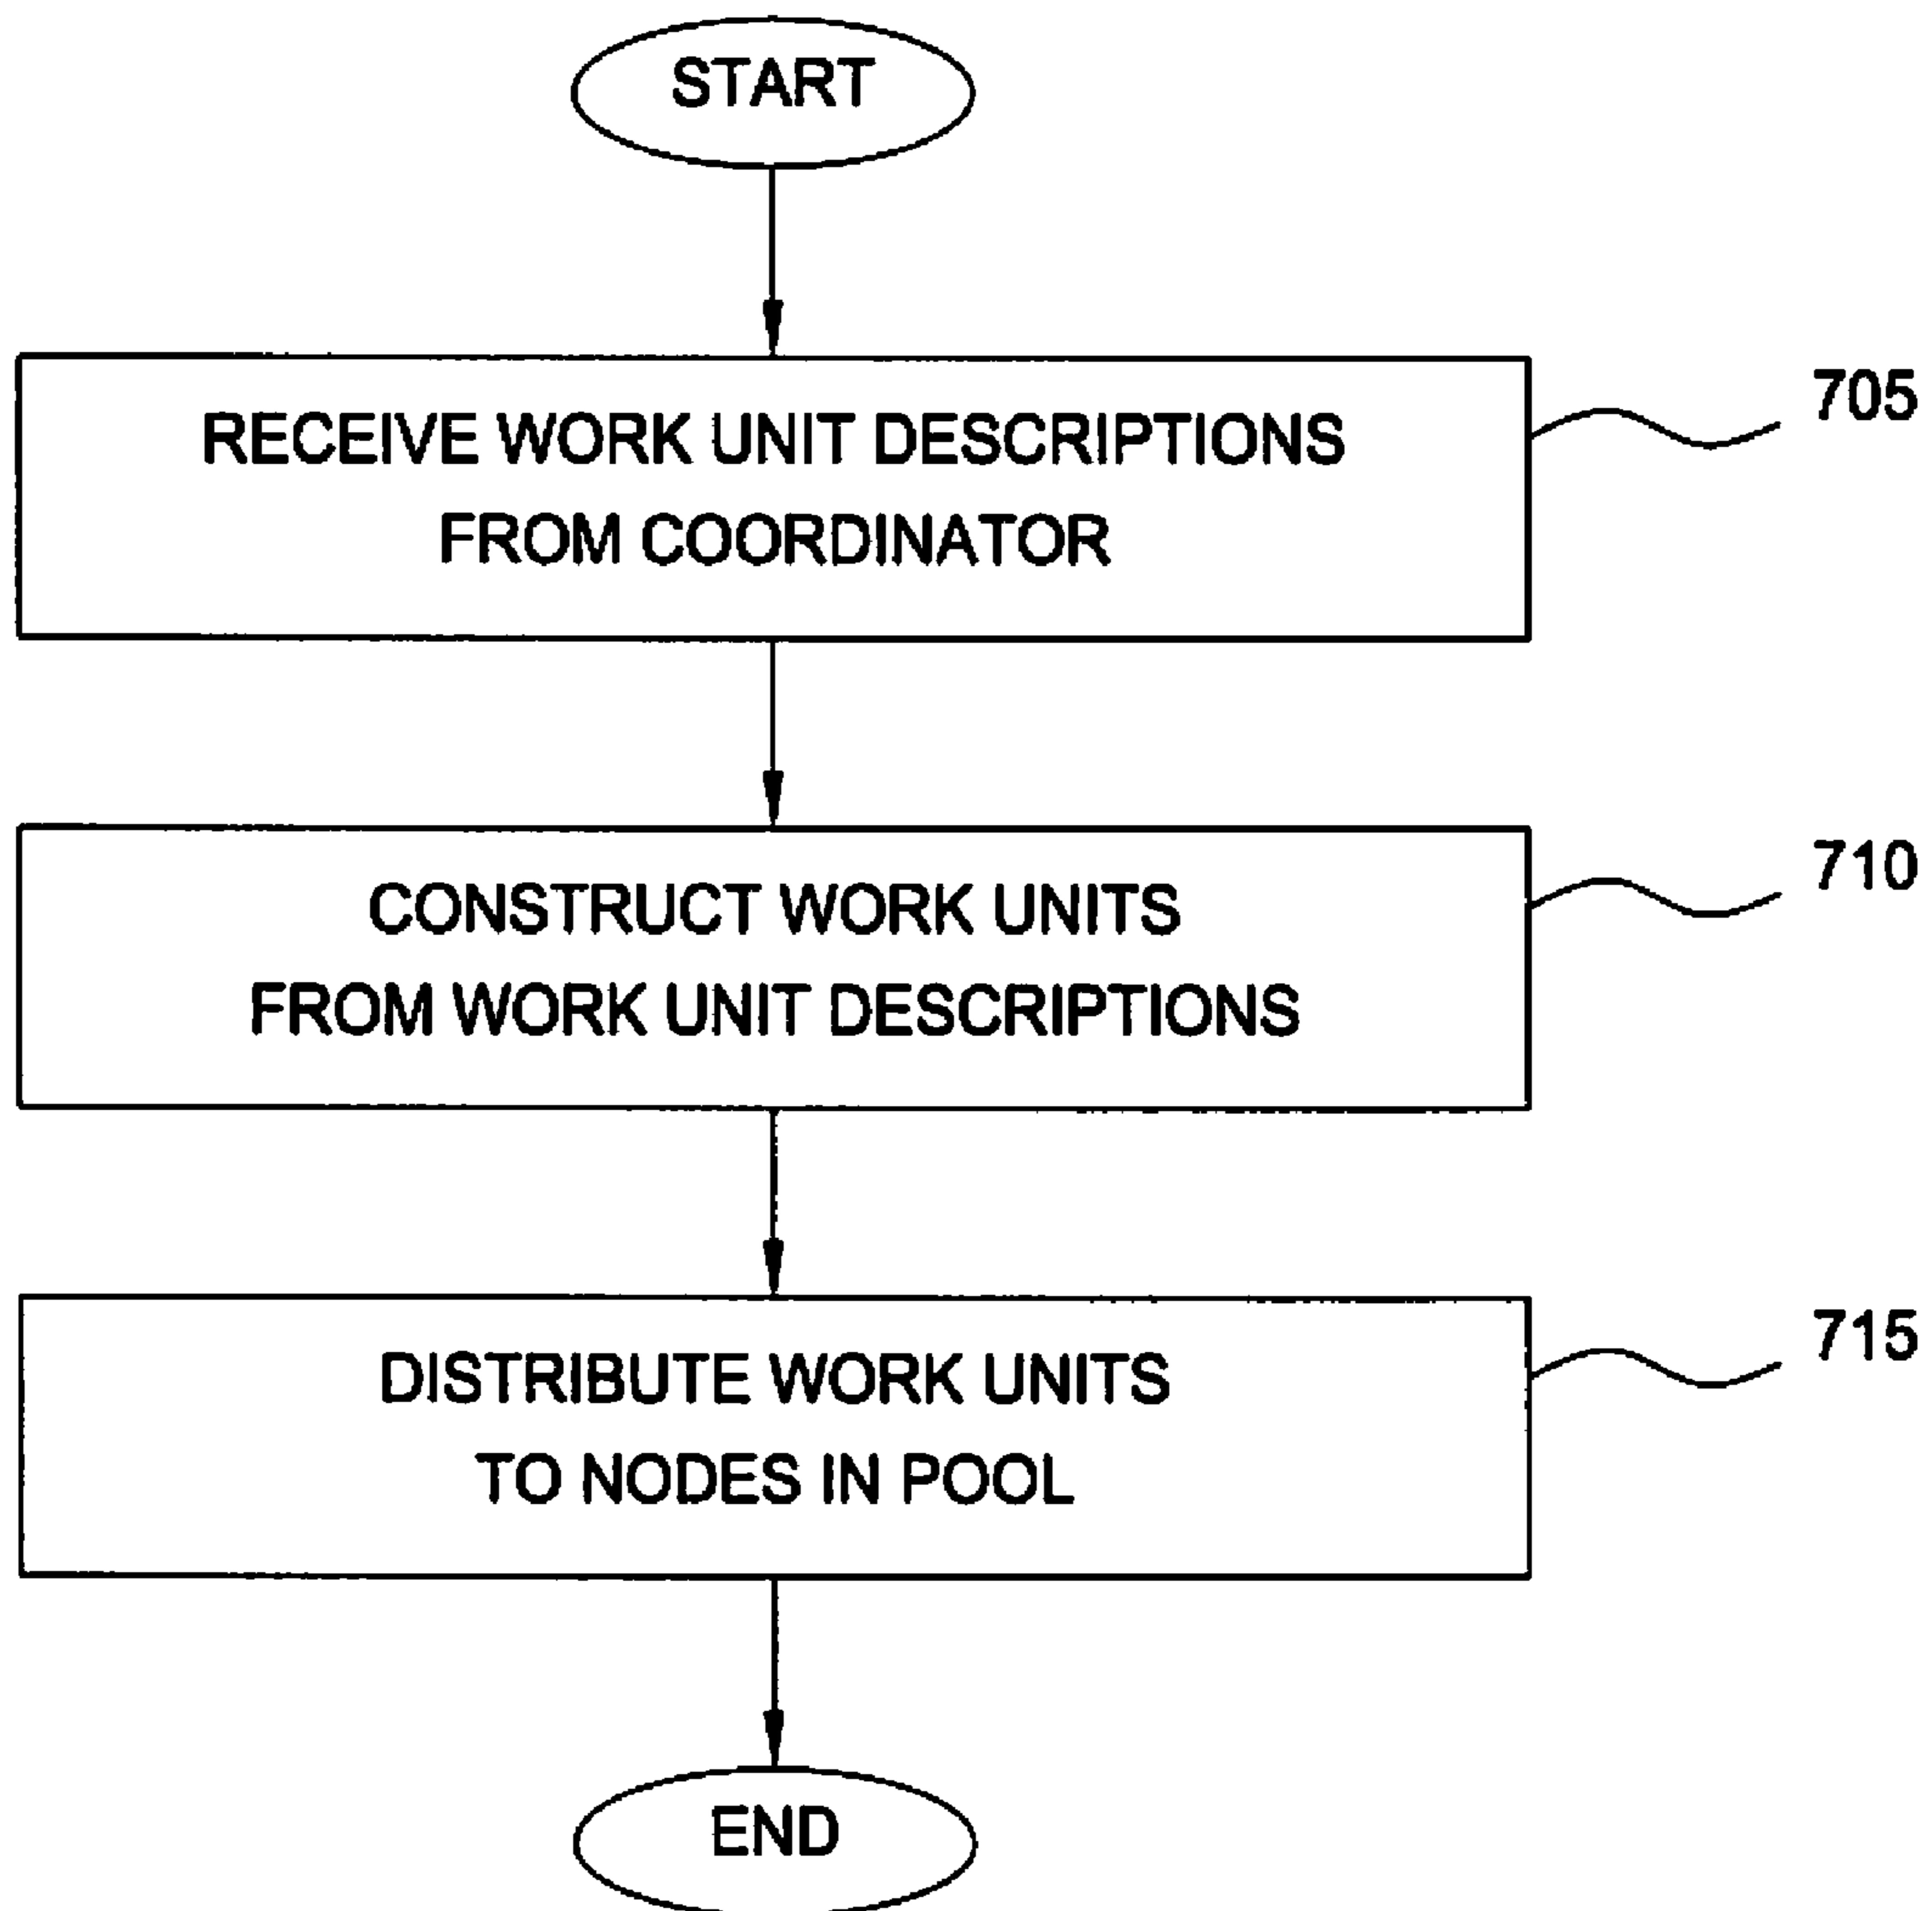 START
RECEIVE WORK UNIT DESCRIPTIONS
FROM COORDINATOR
705
CONSTRUCT WORK UNITS
FROM WORK UNIT DESCRIPTIONS
710
DISTRIBUTE WORK UNITS
TO NODES IN POOL
715
END